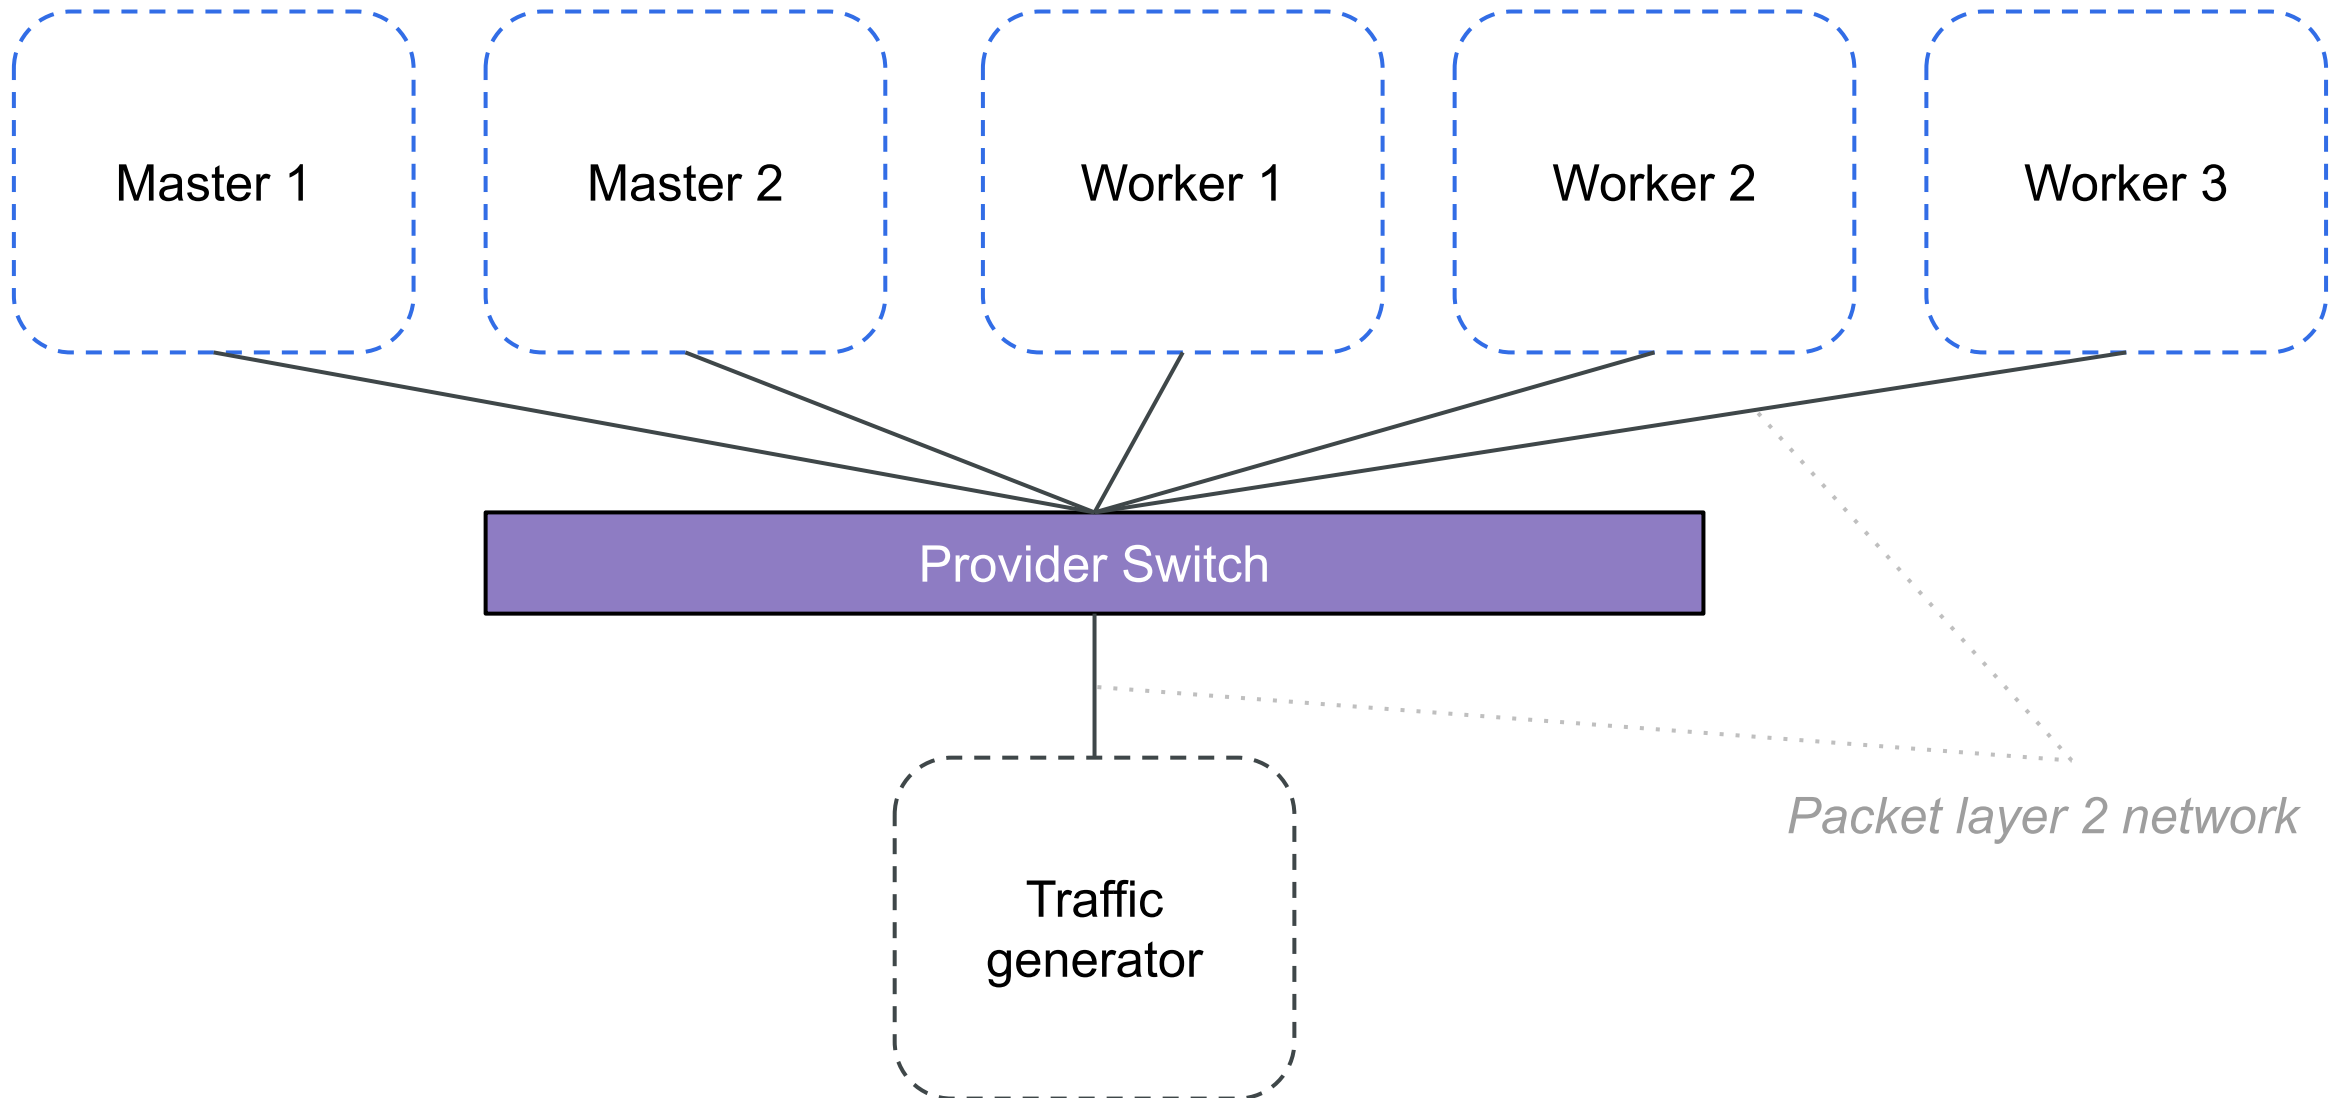 Master 1
Master 2
Worker 1
Worker 2
Worker 3
Provider Switch
Packet layer 2 network
Traffic
generator